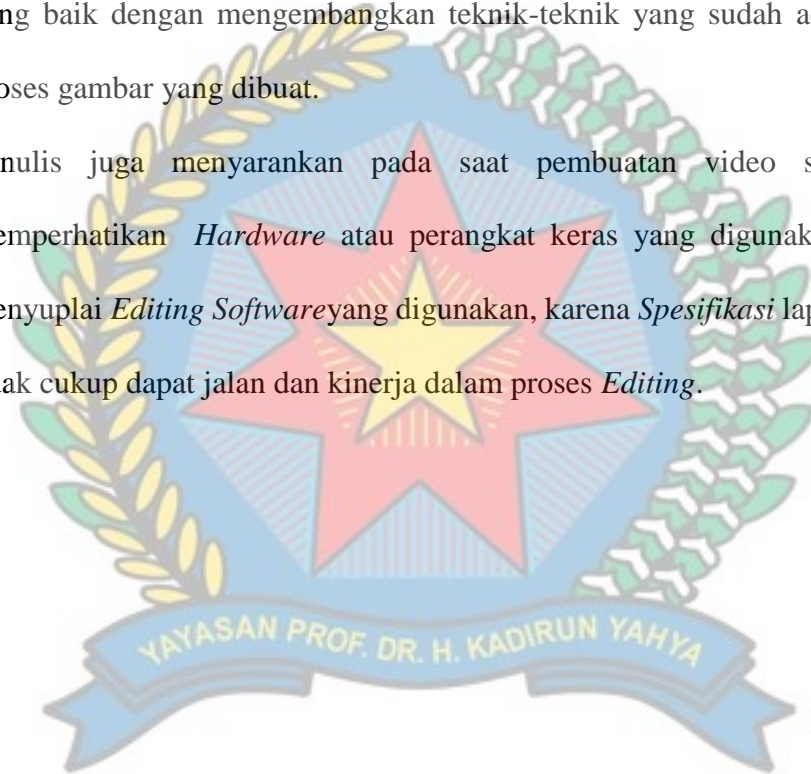 ng baik dengan mengembangkan teknik-teknik yang sudah a
oses gambar yang dibuat.
nulis juga menyarankan pada saat pembuatan video s
emperhatikan Hardware atau perangkat keras yang digunak
enyuplai Editing Softwareyang digunakan, karena Spesifikasi lap
ak cukup dapat jalan dan kinerja dalam proses Editing.
YAYASAN PROF. DR. H. KADIRUN YAHYA